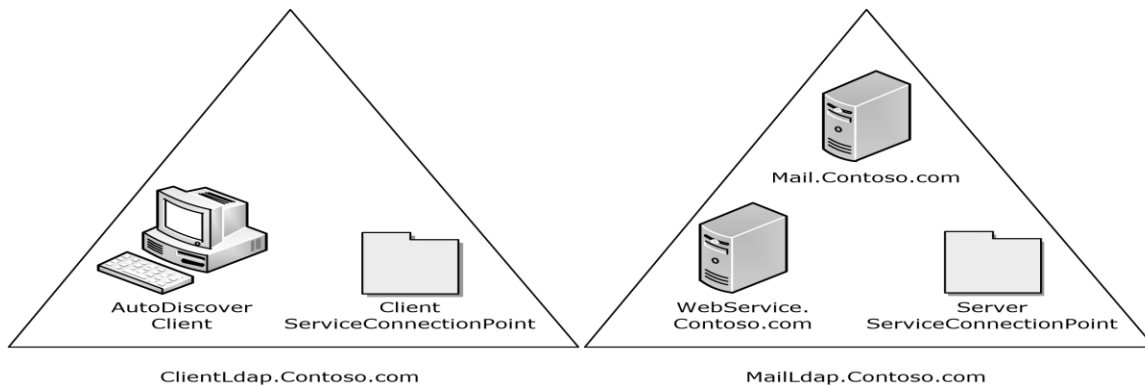 Mail.Contoso.com
AutoDiscover
Client
Client
ServiceConnectionPoint
WebService.
Contoso.com
Server
ServiceConnectionPoint
ClientLdap.Contoso.com
MailLdap.Contoso.com